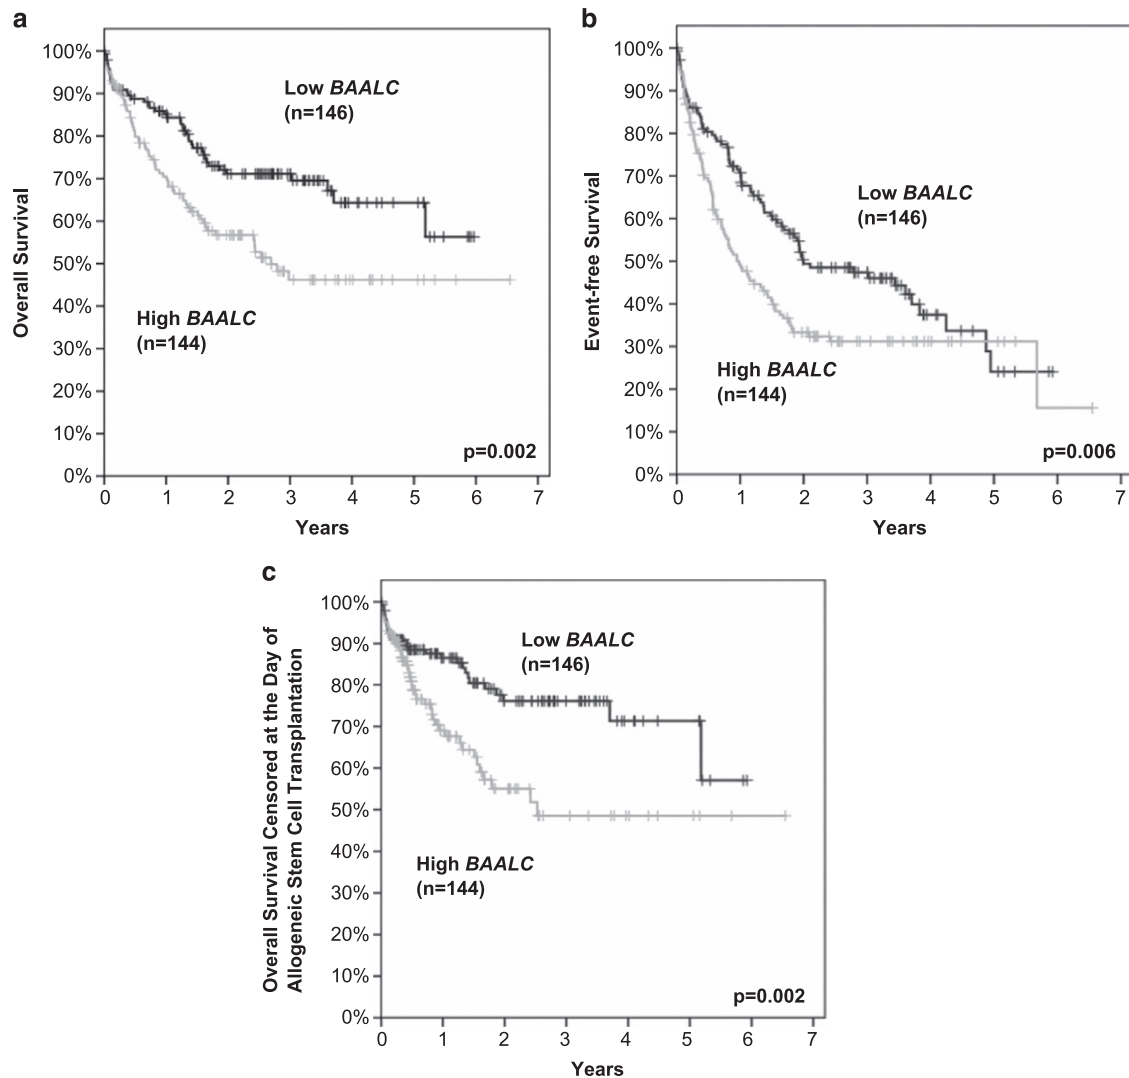 a
Overall Survival
100%
90%
80%
70%
60%
50%
40%
30%
20%
10%
0%
Low BAALC
(n=146)
High BAALC
(n=144)
p=0.002
0 1 2 3 4 5 6 7
Years
b
Event-free Survival
100%
90%
80%
70%
60%
50%
40%
30%
20%
10%
0%
Low BAALC
(n=146)
High BAALC
(n=144)
p=0.006
0 1 2 3 4 5 6 7
Years
c
Overall Survival Censored at the Day of
Allogeneic Stem Cell Transplantation
100%
90%
80%
70%
60%
50%
40%
30%
20%
10%
0%
Low BAALC
(n=146)
High BAALC
(n=144)
p=0.002
0 1 2 3 4 5 6 7
Years